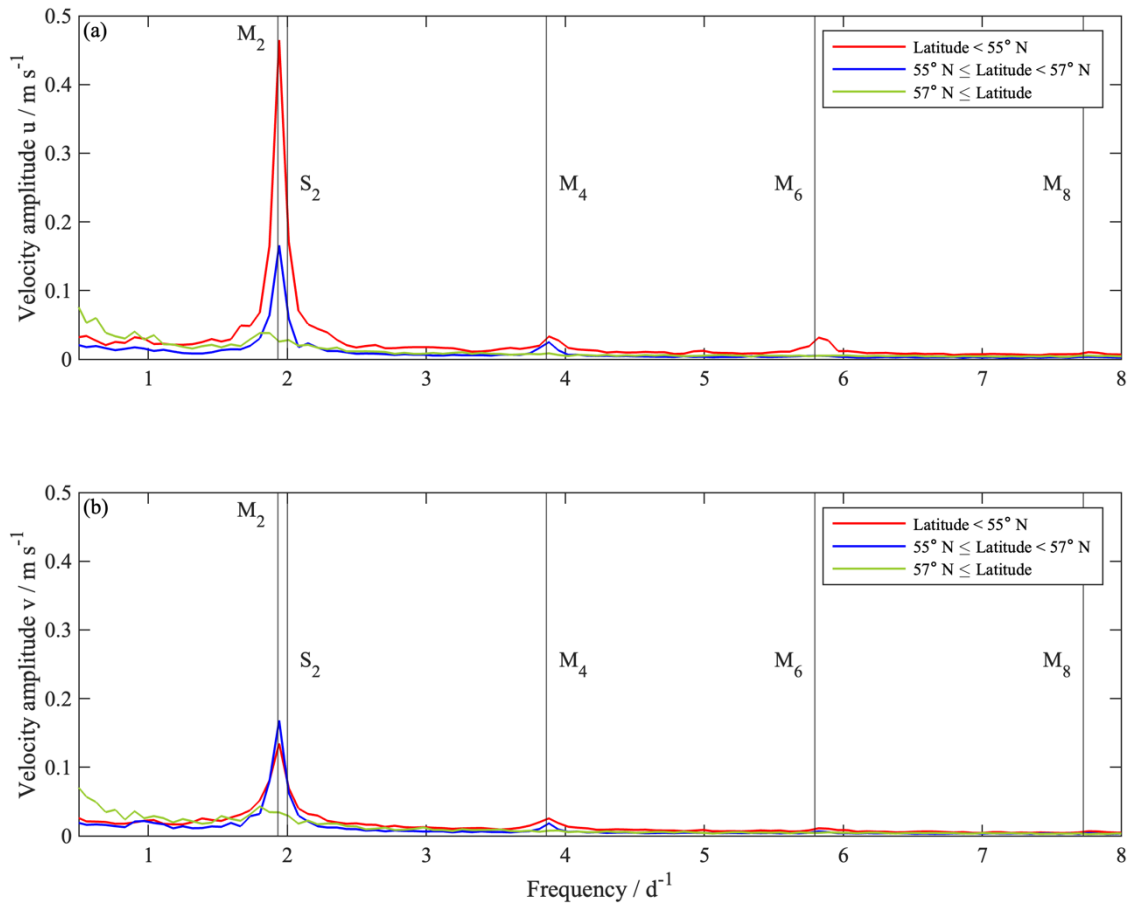 (a)
M2
S2
M4
M6
M8
Latitude < 55° N
55° N ≤ Latitude < 57° N
57° N ≤ Latitude
Velocity amplitude u / m s-1
0.5
0.4
0.3
0.2
0.1
0
1 2 3 4 5 6 7 8
(b)
M2
S2
M4
M6
M8
Latitude < 55° N
55° N ≤ Latitude < 57° N
57° N ≤ Latitude
Velocity amplitude v / m s-1
0.5
0.4
0.3
0.2
0.1
0
1 2 3 4 5 6 7 8
Frequency / d-1